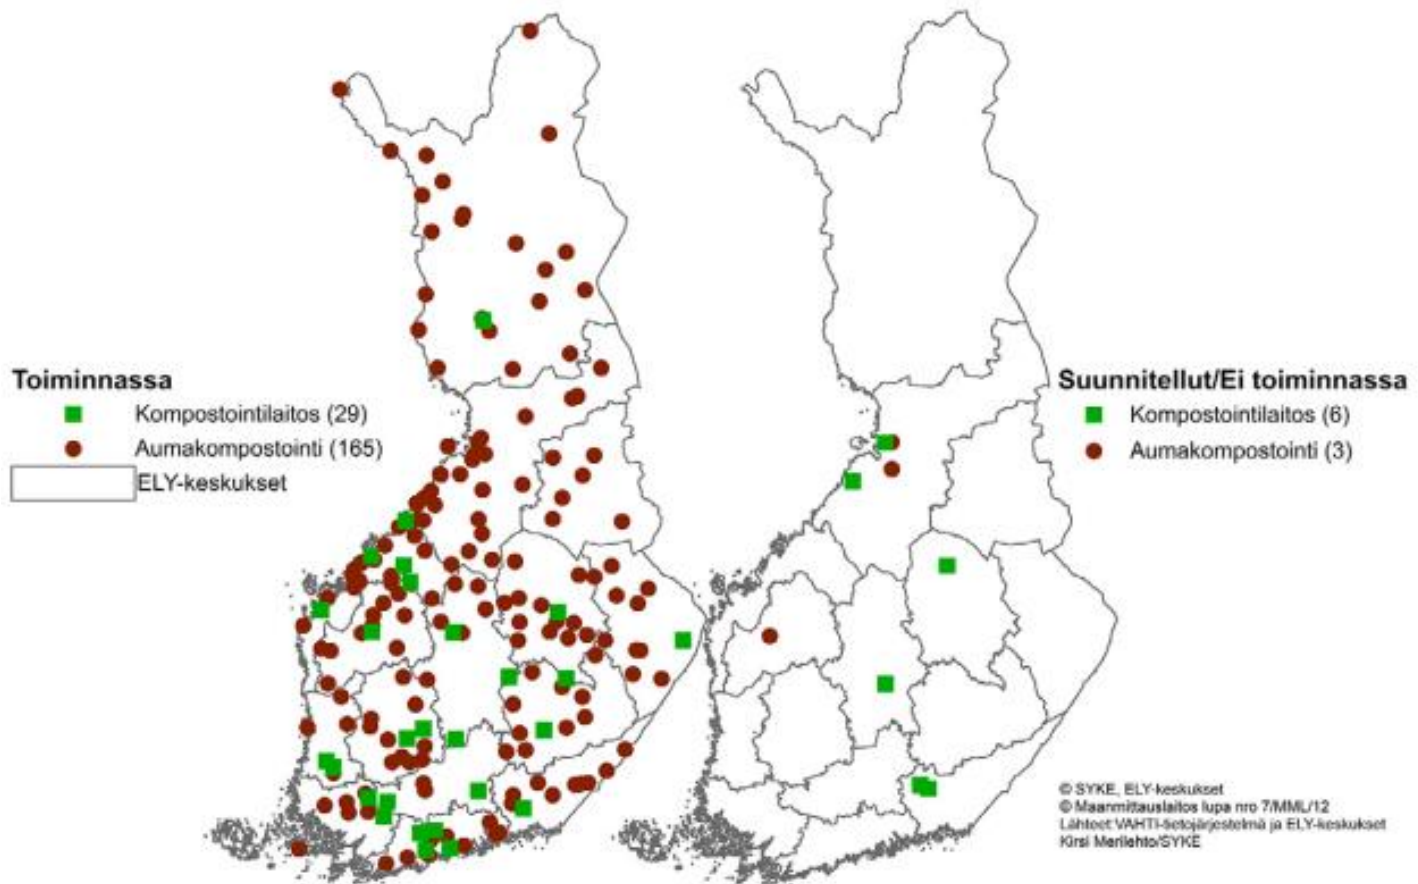 Toiminnassa
Kompostointilaitos (29)
Aumakompostointi (165)
ELY-keskukset
Suunnitellut/Ei toiminnassa
Kompostointilaitos (6)
Aumakompostointi (3)
© SYKE, ELY-keskukset
© Maanmittauslaitos lupa nro 7/MML/12
Lähteet:VAHTI-tietojärjestelmä ja ELY-keskukset
Kirsi Merilehto/SYKE